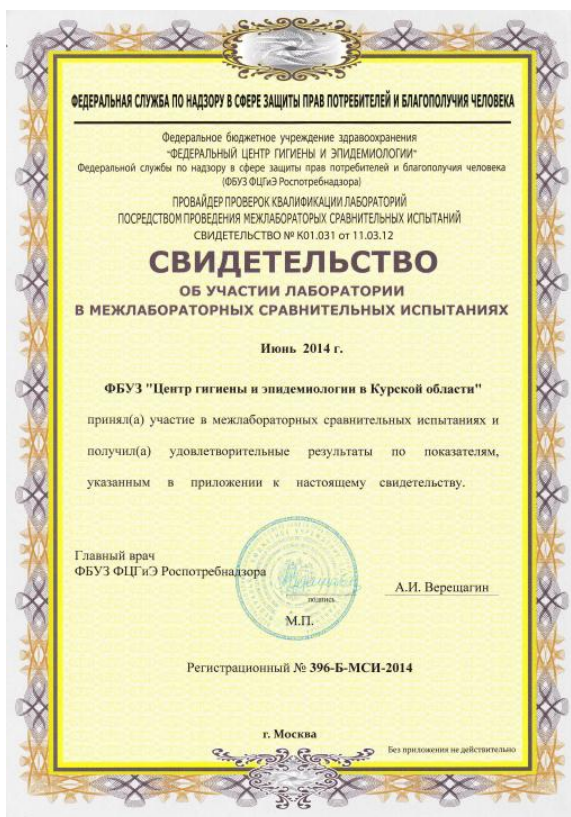 ФЕДЕРАЛЬНАЯ СЛУЖБА ПО НАДЗОРУ В СФЕРЕ ЗАЩИТЫ ПРАВ ПОТРЕБИТЕЛЕЙ И БЛАГОПОЛУЧИЯ ЧЕЛОВЕКА
Федеральное бюджетное учреждение здравоохранения
"ФЕДЕРАЛЬНЫЙ ЦЕНТР ГИГИЕНЫ И ЭПИДЕМИОЛОГИИ"
Федеральной службы по надзору в сфере защиты прав потребителей и благополучия человека
(ФБУЗ ФЦГиЭ Роспотребнадзора)
ПРОВАЙДЕР ПРОВЕРОК КВАЛИФИКАЦИИ ЛАБОРАТОРИЙ
ПОСРЕДСТВОМ ПРОВЕДЕНИЯ МЕЖЛАБОРАТОРЫХ СРАВНИТЕЛЬНЫХ ИСПЫТАНИЙ
СВИДЕТЕЛЬСТВО № К01.031 от 11.03.12
СВИДЕТЕЛЬСТВО
ОБ УЧАСТИИ ЛАБОРАТОРИИ
В МЕЖЛАБОРАТОРНЫХ СРАВНИТЕЛЬНЫХ ИСПЫТАНИЯХ
Июнь 2014 г.
ФБУЗ "Центр гигиены и эпидемиологии в Курской области"
принял(а) участие в межлабораторных сравнительных испытаниях и
получил(а) удовлетворительные результаты по показателям,
указанным в приложении к настоящему свидетельству.
Главный врач
ФБУЗ ФЦГиЭ Роспотребнадзора
А.И. Верещагин
подпись
М.П.
Регистрационный № 396-Б-МСИ-2014
г. Москва
Без приложения не действительно